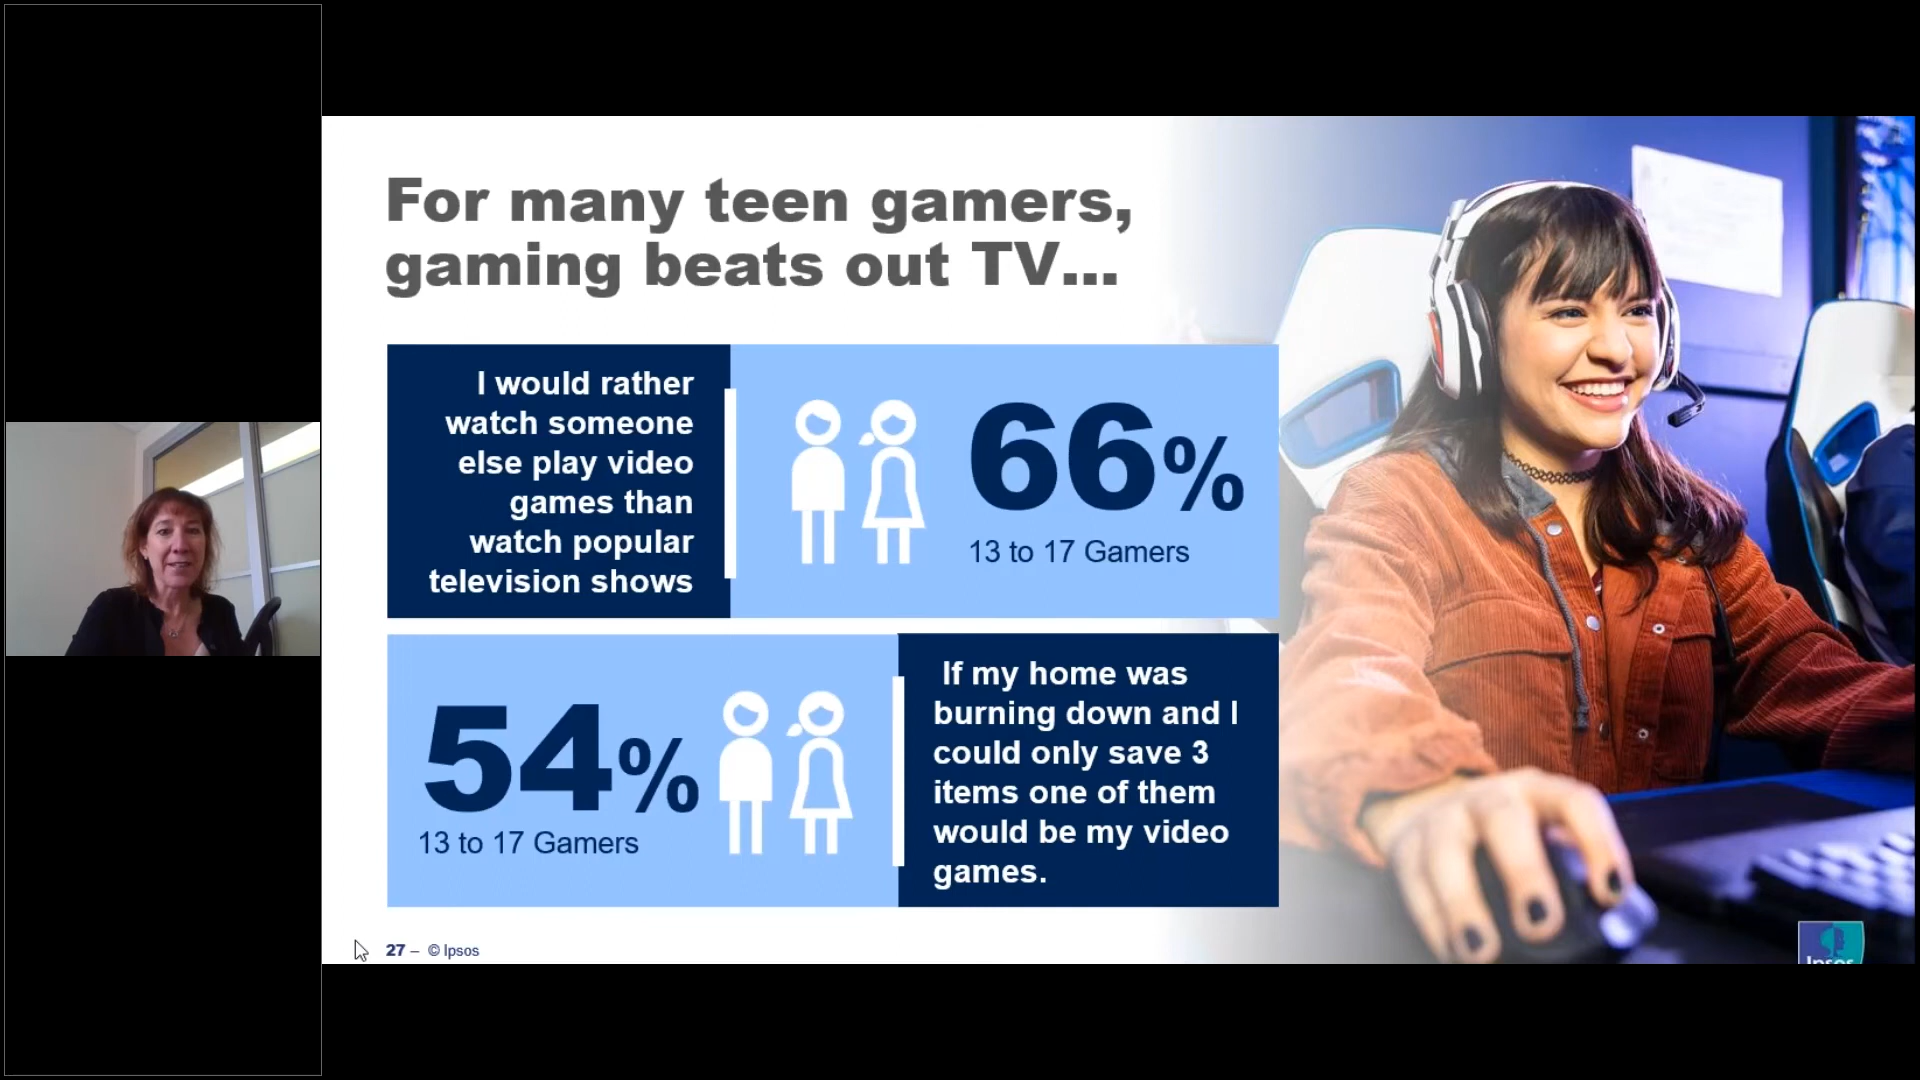 For many teen gamers,
gaming beats out TV...
I would rather
watch someone
else play video
games than
watch popular
television shows
66%
13 to 17 Gamers
54%
13 to 17 Gamers
If my home was
burning down and I
could only save 3
items one of them
would be my video
games.
27 – © Ipsos
Ipsos